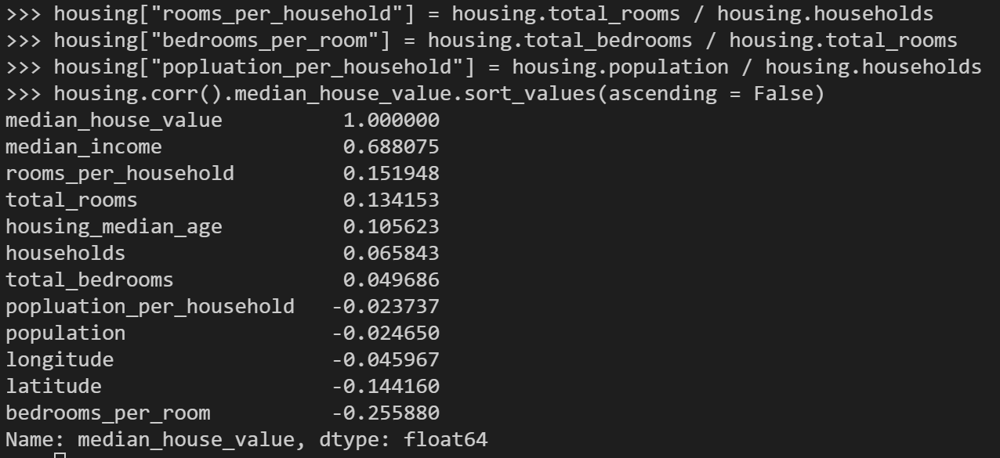 >>> housing["rooms_per_household"] = housing.total_rooms / housing.households
>>> housing["bedrooms_per_room"] = housing.total_bedrooms / housing.total_rooms
>>> housing["popluation_per_household"] = housing.population / housing.households
>>> housing.corr().median_house_value.sort_values(ascending = False)
median_house_value          1.000000
median_income               0.688075
rooms_per_household         0.151948
total_rooms                 0.134153
housing_median_age          0.105623
households                  0.065843
total_bedrooms              0.049686
popluation_per_household   -0.023737
population                 -0.024650
longitude                  -0.045967
latitude                   -0.144160
bedrooms_per_room          -0.255880
Name: median_house_value, dtype: float64